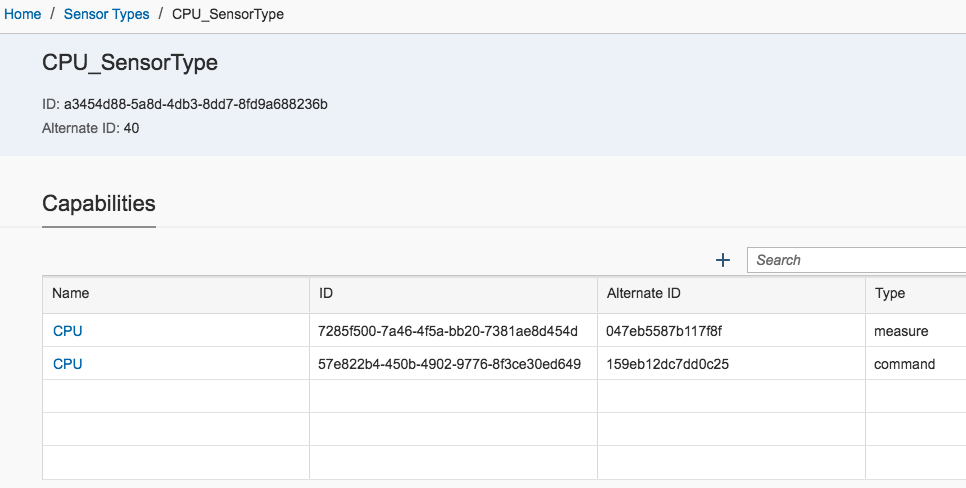 Home / Sensor Types / CPU_SensorType
CPU_SensorType
ID: a3454d88-5a8d-4db3-8dd7-8fd9a688236b
Alternate ID: 40
Capabilities
+ Search
Name ID Alternate ID Type
CPU 7285f500-7a46-4f5a-bb20-7381ae8d454d 047eb5587b117f8f measure
CPU 57e822b4-450b-4902-9776-8f3ce30ed649 159eb12dc7dd0c25 command